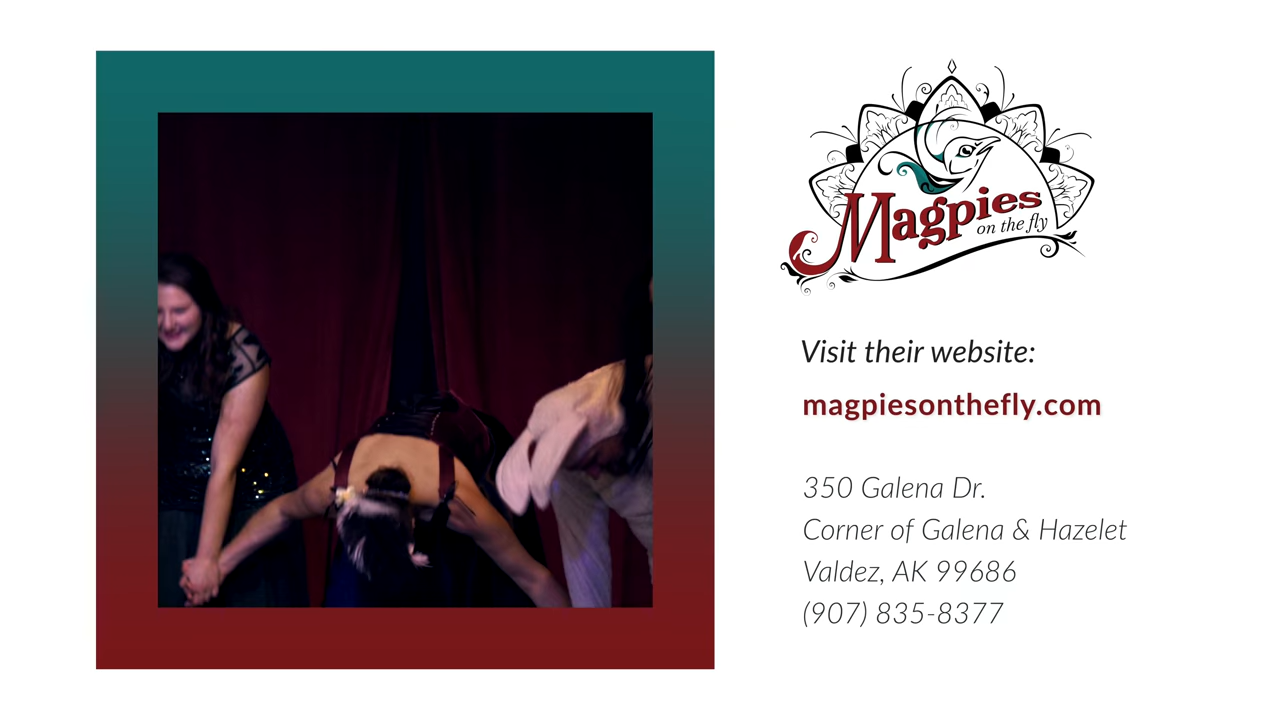 Magpies
on the fly
Visit their website:
magpiesonthefly.com
350 Galena Dr.
Corner of Galena & Hazelet
Valdez, AK 99686
(907) 835-8377